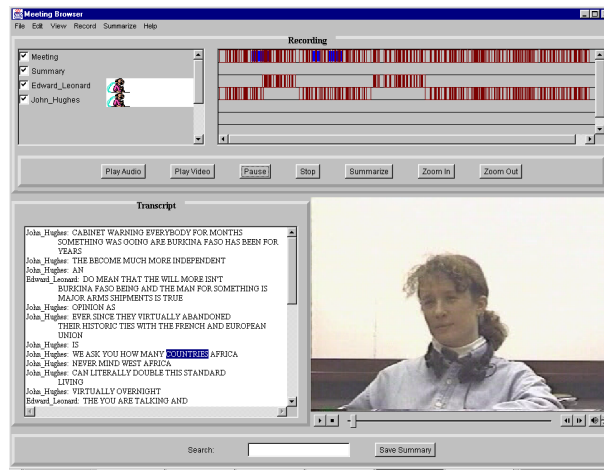 Meeting Browser
File Edit View Record Summarize Help
Recording
Meeting
Summary
Edward_Leonard
John_Hughes
Play Audio Play Video Pause Stop Summarize Zoom In Zoom Out
Transcript
John_Hughes: CABINET WARNING EVERYBODY FOR MONTHS
SOMETHING WAS GOING ARE BURKINA FASO HAS BEEN FOR
YEARS
John_Hughes: THE BECOME MUCH MORE INDEPENDENT
John_Hughes: AN
Edward_Leonard: DO MEAN THAT THE WILL MORE ISN'T
BURKINA FASO BEING AND THE MAN FOR SOMETHING IS
MAJOR ARMS SHIPMENTS IS TRUE
John_Hughes: OPINION AS
John_Hughes: EVER SINCE THEY VIRTUALLY ABANDONED
THEIR HISTORIC TIES WITH THE FRENCH AND EUROPEAN
UNION
John_Hughes: IS
John_Hughes: WE ASK YOU HOW MANY COUNTRIES AFRICA
John_Hughes: NEVER MIND WEST AFRICA
John_Hughes: CAN LITERALLY DOUBLE THIS STANDARD
LIVING
John_Hughes: VIRTUALLY OVERNIGHT
Edward_Leonard: THE YOU ARE TALKING AND
Search: Save Summary